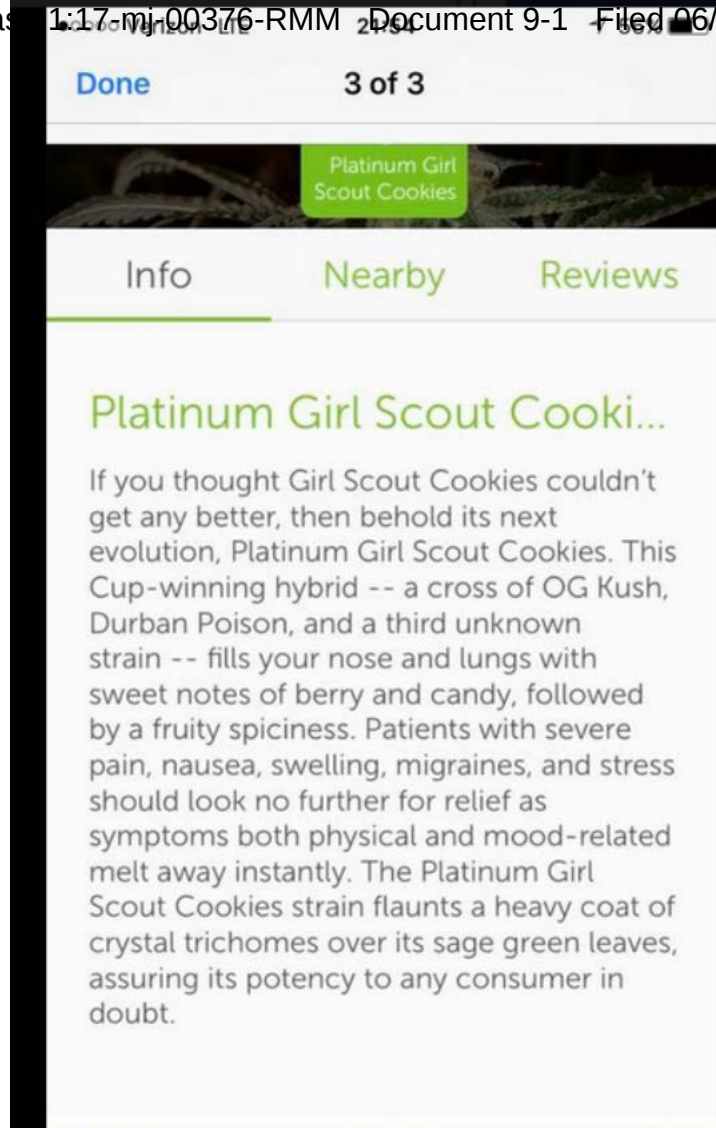 1:17-mj-00376-RMM Document 9-1 Filed 06/
Verizon LTE 21:54
Done 3 of 3
Platinum Girl
Scout Cookies
Info Nearby Reviews
Platinum Girl Scout Cooki...
If you thought Girl Scout Cookies couldn't
get any better, then behold its next
evolution, Platinum Girl Scout Cookies. This
Cup-winning hybrid -- a cross of OG Kush,
Durban Poison, and a third unknown
strain -- fills your nose and lungs with
sweet notes of berry and candy, followed
by a fruity spiciness. Patients with severe
pain, nausea, swelling, migraines, and stress
should look no further for relief as
symptoms both physical and mood-related
melt away instantly. The Platinum Girl
Scout Cookies strain flaunts a heavy coat of
crystal trichomes over its sage green leaves,
assuring its potency to any consumer in
doubt.